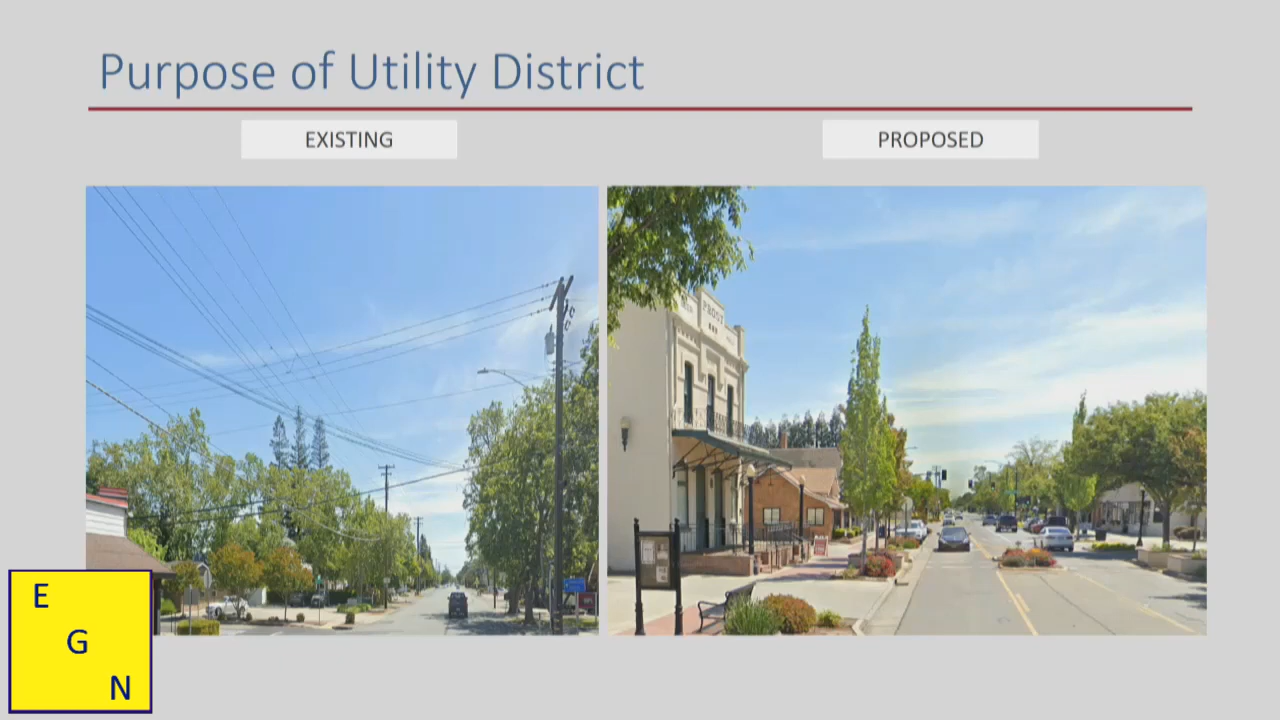 Purpose of Utility District
EXISTING
PROPOSED
E
G
N